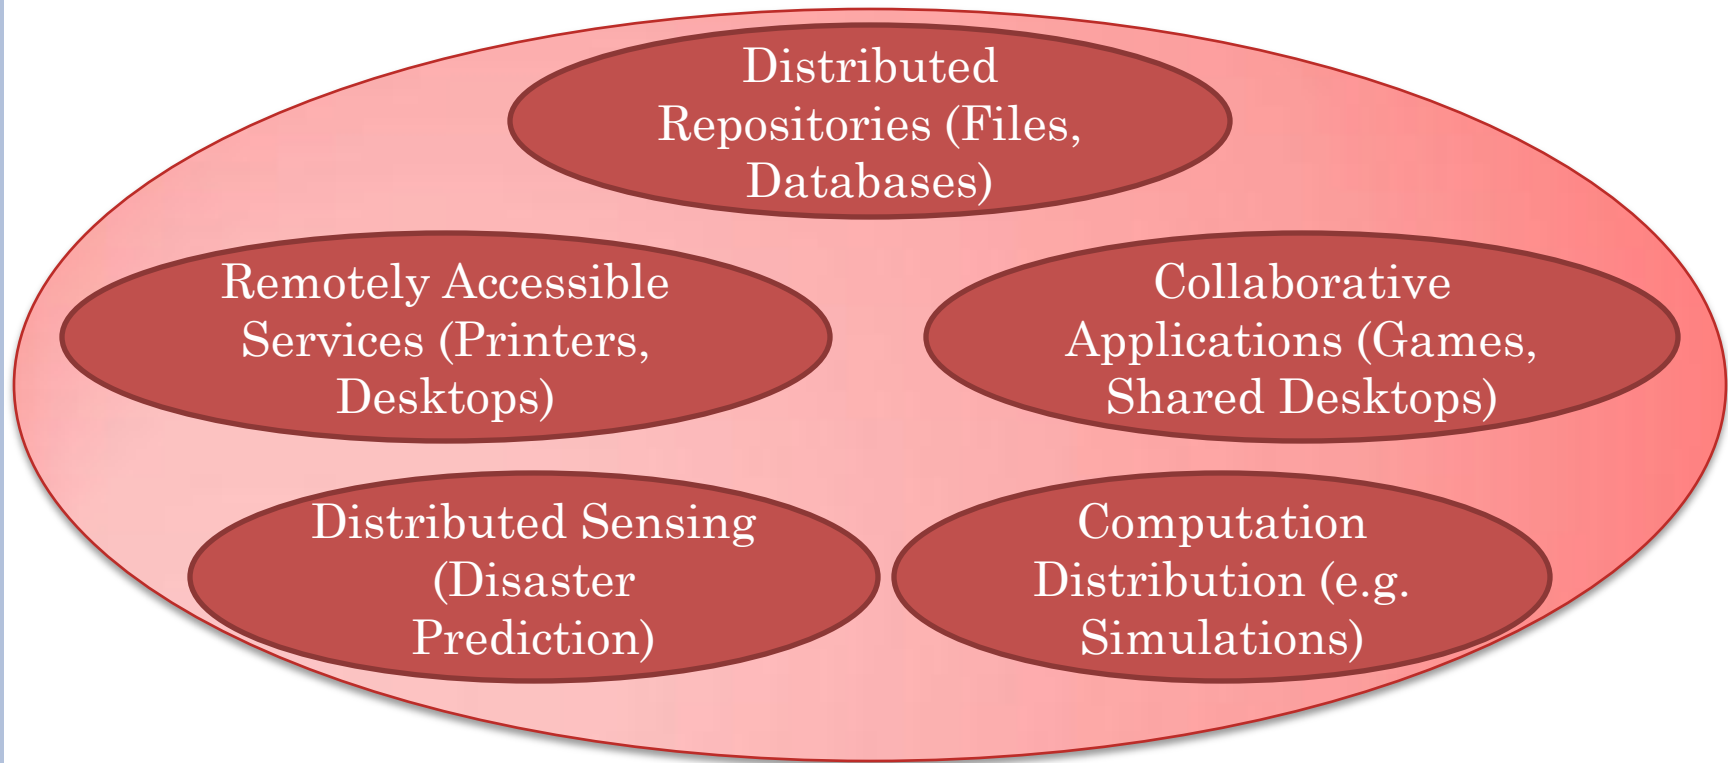 Distributed
Repositories (Files,
Databases)
Remotely Accessible
Services (Printers,
Desktops)
Collaborative
Applications (Games,
Shared Desktops)
Distributed Sensing
(Disaster
Prediction)
Computation
Distribution (e.g.
Simulations)